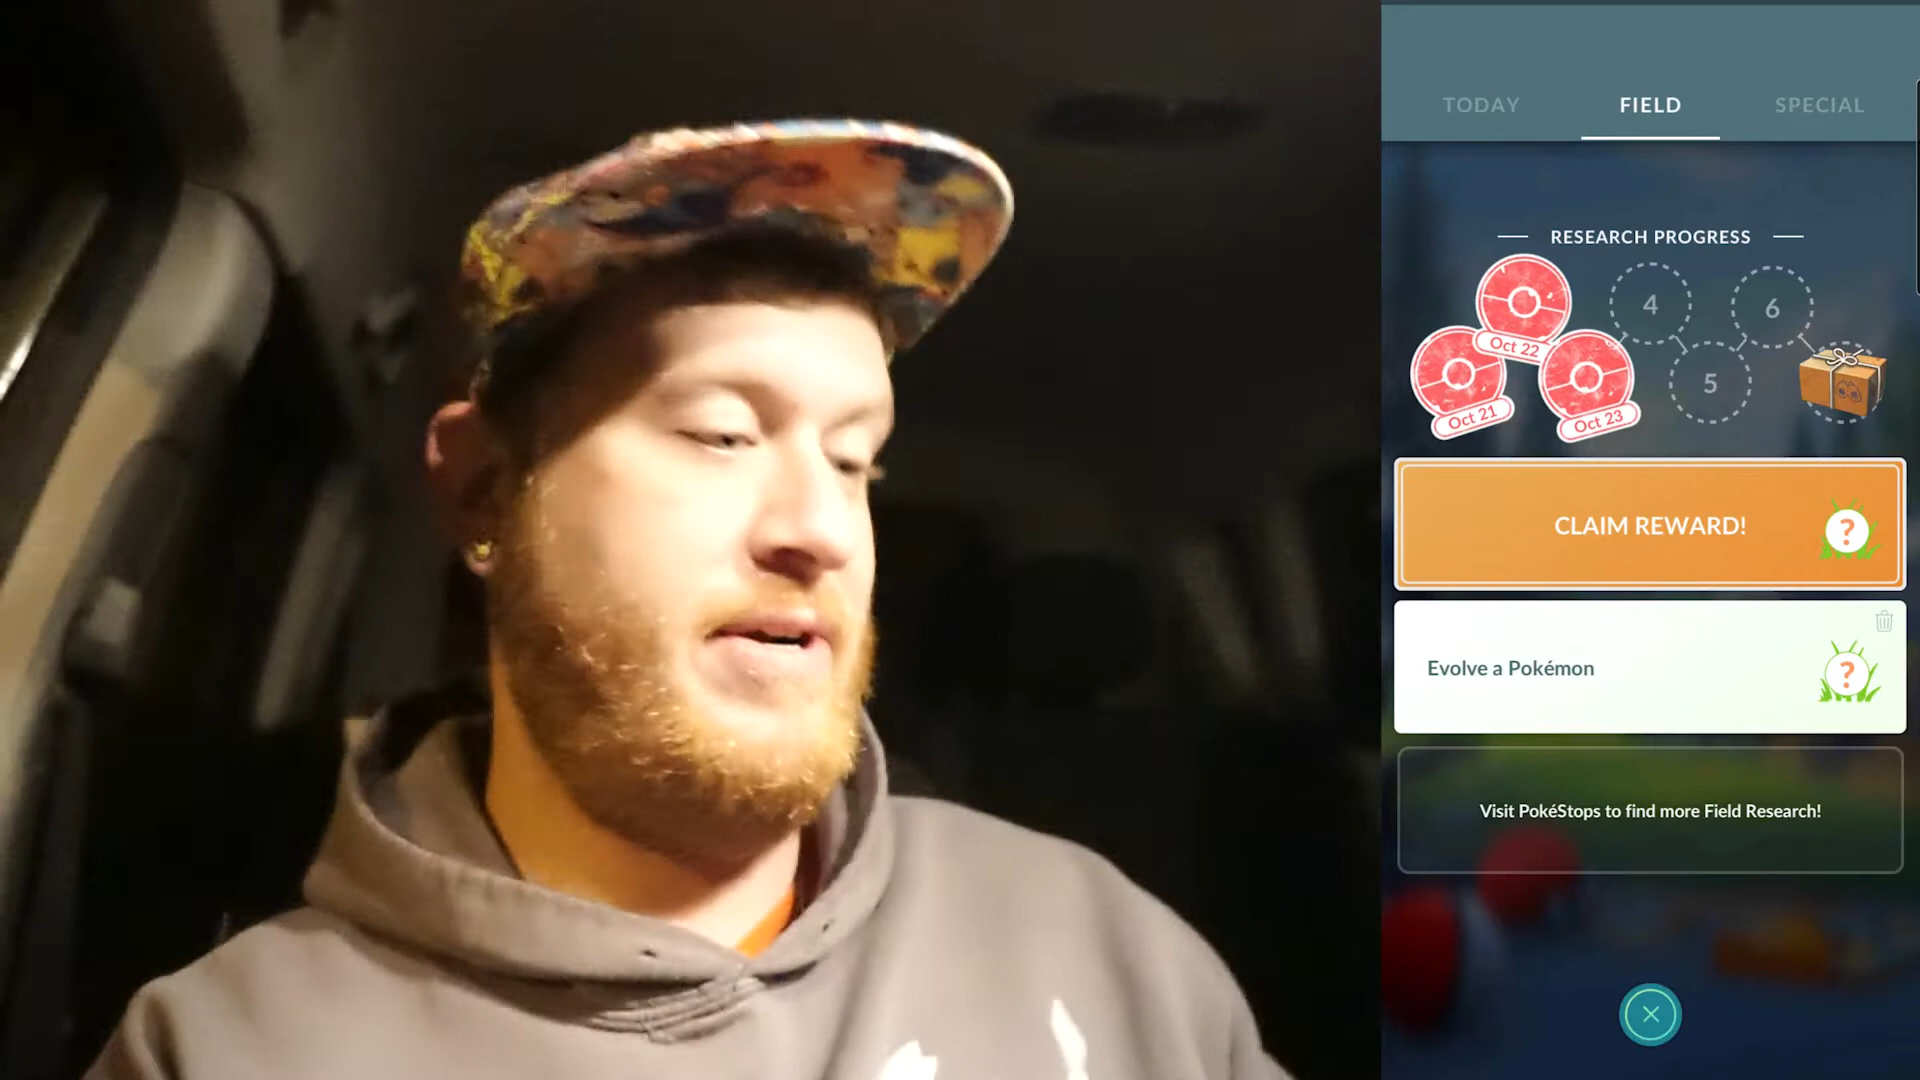 TODAY
FIELD
SPECIAL
RESEARCH PROGRESS
4
6
Oct 22
5
Oct 21
Oct 23
CLAIM REWARD!
?
Evolve a Pokémon
?
Visit PokéStops to find more Field Research!